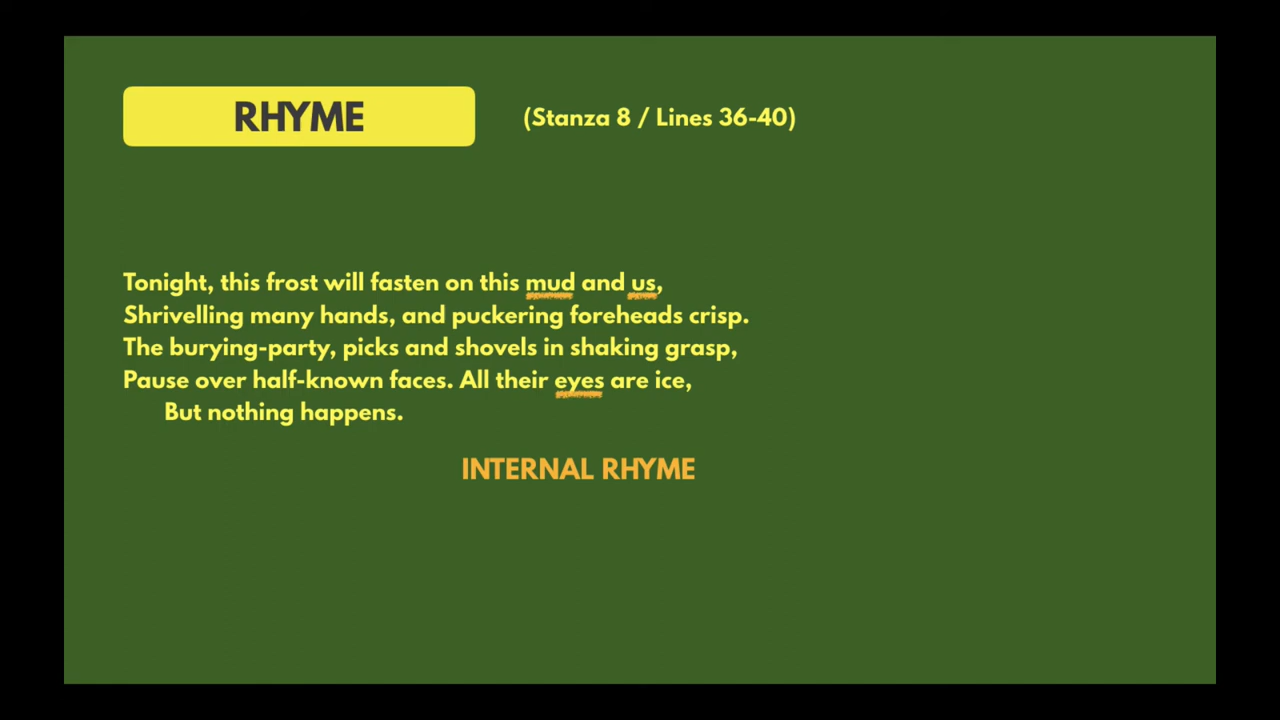 RHYME
(Stanza 8 / Lines 36-40)
Tonight, this frost will fasten on this mud and us,
Shrivelling many hands, and puckering foreheads crisp.
The burying-party, picks and shovels in shaking grasp,
Pause over half-known faces. All their eyes are ice,
But nothing happens.
INTERNAL RHYME